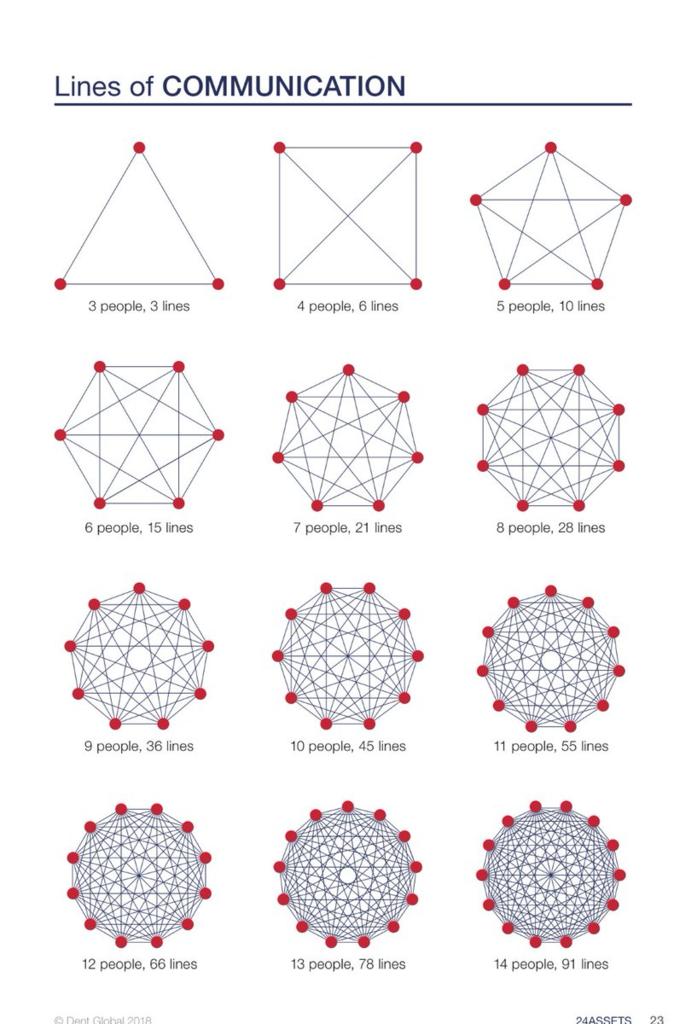 Lines of COMMUNICATION
3 people, 3 lines
4 people, 6 lines
5 people, 10 lines
6 people, 15 lines
7 people, 21 lines
8 people, 28 lines
9 people, 36 lines
10 people, 45 lines
11 people, 55 lines
12 people, 66 lines
13 people, 78 lines
14 people, 91 lines
© Dent Global 2018
24ASSETS 23